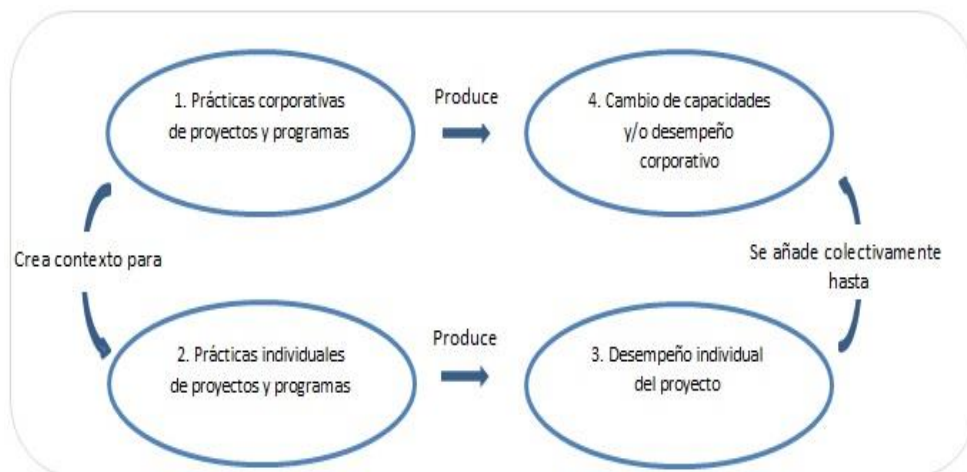 1. Prácticas corporativas
de proyectos y programas
Produce
4. Cambio de capacidades
y/o desempeño
corporativo
Crea contexto para
Se añade colectivamente
hasta
2. Prácticas individuales
de proyectos y programas
Produce
3. Desempeño individual
del proyecto